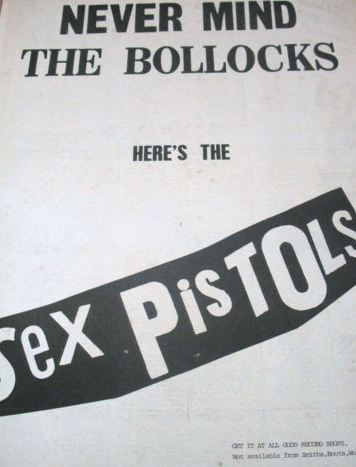 NEVER MIND
THE BOLLOCKS
HERE'S THE
Sex PisTOLs
GET IT AT ALL GOOD RECORD SHOPS.
Not available from Smiths, Boots,